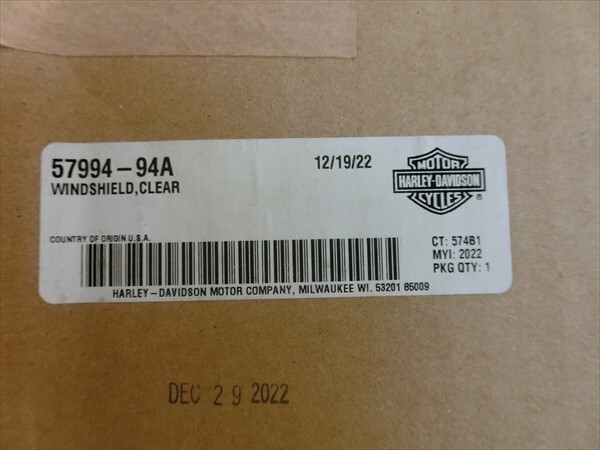 57994-94A 12/19/22
WINDSHIELD,CLEAR
MOTOR
HARLEY-DAVIDSON
CYCLES ®
COUNTRY OF ORIGIN U.S.A.
CT: 574B1
MYI: 2022
PKG QTY: 1
HARLEY-DAVIDSON MOTOR COMPANY, MILWAUKEE WI. 53201 85009
DEC 29 2022